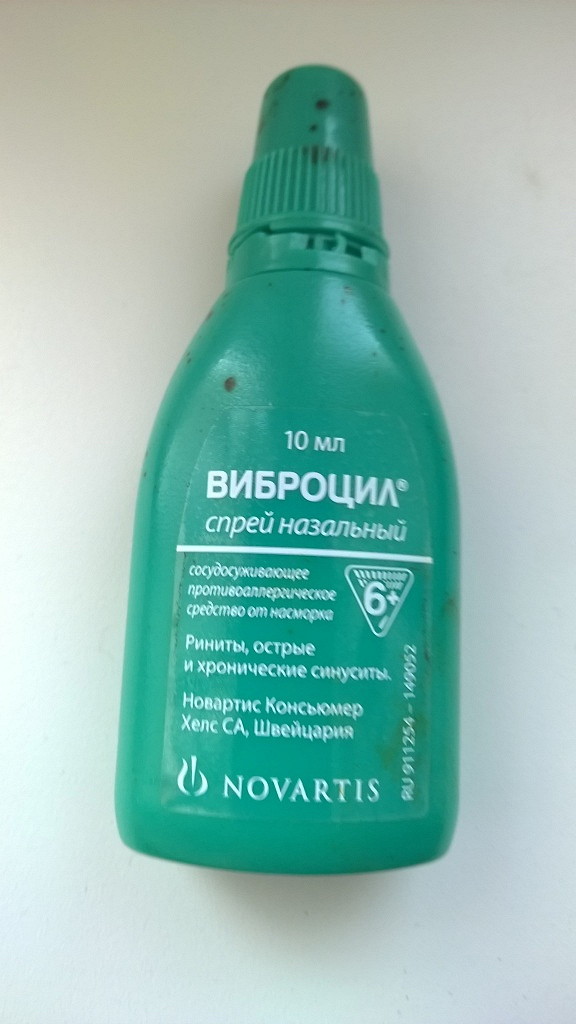 10 мл
ВИБРОЦИЛ®
спрей назальный
сосудосуживающее
противоаллергическое
средство от насморка
6+
Риниты, острые
и хронические синуситы.
Новартис Консьюмер
Хелс СА, Швейцария
NOVARTIS
RU 911254 – 149052